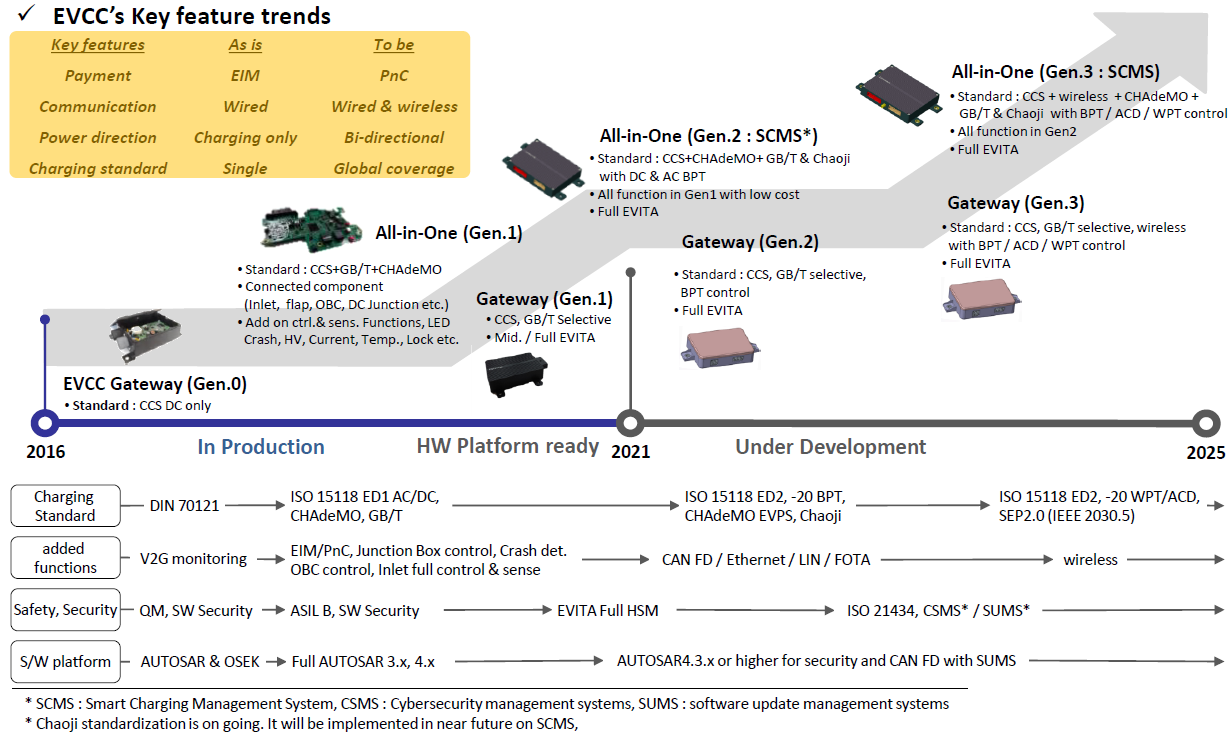 ✓ EVCC's Key feature trends
Key features As is To be
Payment EIM PnC
Communication Wired Wired & wireless
Power direction Charging only Bi-directional
Charging standard Single Global coverage
All-in-One (Gen.3 : SCMS)
• Standard : CCS + wireless + CHAdeMO +
GB/T & Chaoji with BPT / ACD / WPT control
• All function in Gen2
• Full EVITA
All-in-One (Gen.2 : SCMS*)
• Standard : CCS+CHAdeMO+ GB/T & Chaoji
with DC & AC BPT
• All function in Gen1 with low cost
• Full EVITA
All-in-One (Gen.1)
• Standard : CCS+GB/T+CHAdeMO
• Connected component
(Inlet, flap, OBC, DC Junction etc.)
• Add on ctrl.& sens. Functions, LED
Crash, HV, Current, Temp., Lock etc.
Gateway (Gen.3)
• Standard : CCS, GB/T selective, wireless
with BPT / ACD / WPT control
• Full EVITA
Gateway (Gen.2)
• Standard : CCS, GB/T selective,
BPT control
• Full EVITA
Gateway (Gen.1)
• CCS, GB/T Selective
• Mid. / Full EVITA
EVCC Gateway (Gen.0)
• Standard : CCS DC only
2016 In Production HW Platform ready 2021 Under Development 2025
Charging
Standard
DIN 70121
ISO 15118 ED1 AC/DC,
CHAdeMO, GB/T
ISO 15118 ED2, -20 BPT,
CHAdeMO EVPS, Chaoji
ISO 15118 ED2, -20 WPT/ACD,
SEP2.0 (IEEE 2030.5)
added
functions
V2G monitoring
EIM/PnC, Junction Box control, Crash det.
OBC control, Inlet full control & sense
CAN FD / Ethernet / LIN / FOTA
wireless
Safety, Security QM, SW Security ASIL B, SW Security EVITA Full HSM ISO 21434, CSMS* / SUMS*
S/W platform AUTOSAR & OSEK Full AUTOSAR 3.x, 4.x AUTOSAR4.3.x or higher for security and CAN FD with SUMS
* SCMS : Smart Charging Management System, CSMS : Cybersecurity management systems, SUMS : software update management systems
* Chaoji standardization is on going. It will be implemented in near future on SCMS,